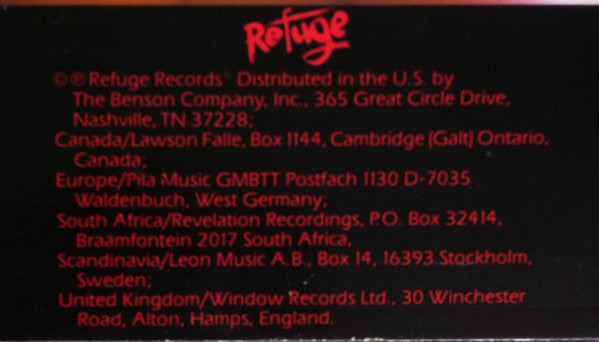 Refuge
© ℗ Refuge Records Distributed in the U.S. by
The Benson Company, Inc., 365 Great Circle Drive,
Nashville, TN 37228;
Canada/Lawson Falle, Box 1144, Cambridge (Galt) Ontario,
Canada;
Europe/Pila Music GMBTT Postfach 1130 D-7035
Waldenbuch, West Germany;
South Africa/Revelation Recordings, P.O. Box 32414,
Braamfontein 2017 South Africa,
Scandinavia/Leon Music A.B., Box 14, 16393 Stockholm,
Sweden;
United Kingdom/Window Records Ltd., 30 Winchester
Road, Alton, Hamps, England.